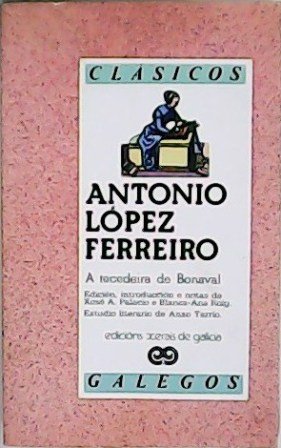 CLÁSICOS
ANTONIO
LÓPEZ
FERREIRO
A tecedeira de Bonaval
Edición, introducción e notas de
Xosé A. Palacio e Blanca-Ana Roig.
Estudio literario de Anxo Tarrío.
edicións xerais de galicia
GALEGOS